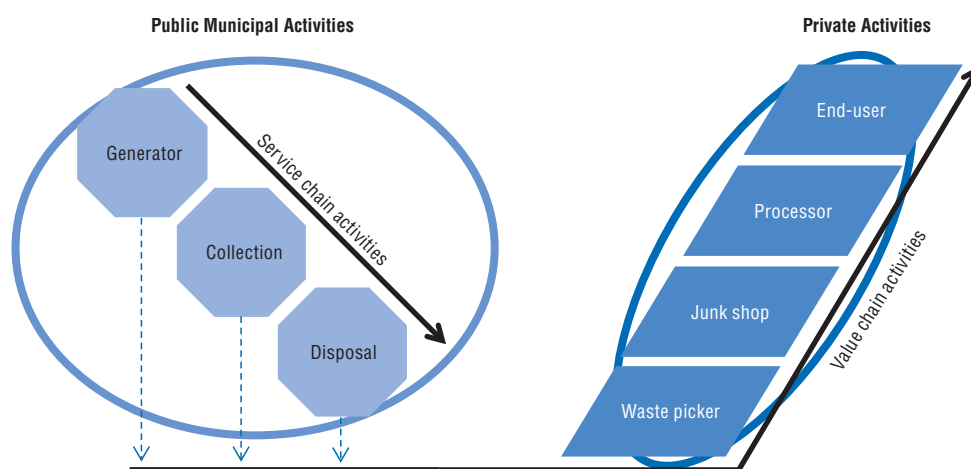 Public Municipal Activities
Private Activities
Generator
Collection
Disposal
Service chain activities
End-user
Processor
Junk shop
Waste picker
Value chain activities